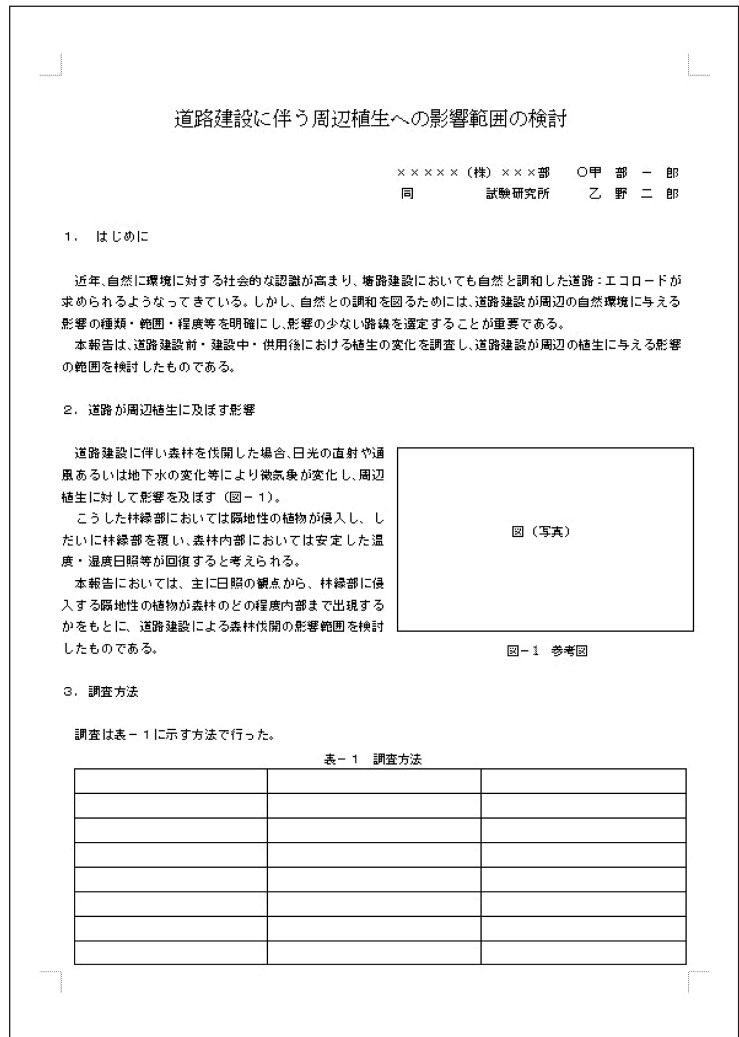 道路建設に伴う周辺植生への影響範囲の検討
×××××（株）×××部　○甲　部　一　郎
同　　　試験研究所　乙　野　二　郎
１．　はじめに
近年、自然に環境に対する社会的な認識が高まり、塘路建設においても自然と調和した道路：エコロードが
求められるようなってきている。しかし、自然との調和を図るためには、道路建設が周辺の自然環境に与える
影響の種類・範囲・程度等を明確にし、影響の少ない路線を選定することが重要である。
本報告は、道路建設前・建設中・供用後における植生の変化を調査し、道路建設が周辺の植生に与える影響
の範囲を検討したものである。
２．道路が周辺植生に及ぼす影響
道路建設に伴い森林を伐開した場合、日光の直射や通
風あるいは地下水の変化等により微気象が変化し、周辺
植生に対して影響を及ぼす（図－１）。
こうした林縁部においては陽地性の植物が侵入し、し
だいに林縁部を覆い、森林内部においては安定した温
度・湿度日照等が回復すると考えられる。
本報告においては、主に日照の観点から、林縁部に侵
入する陽地性の植物が森林のどの程度内部まで出現する
かをもとに、道路建設による森林伐開の影響範囲を検討
したものである。
図（写真）
図－１　参考図
３．調査方法
調査は表－１に示す方法で行った。
表－１　調査方法